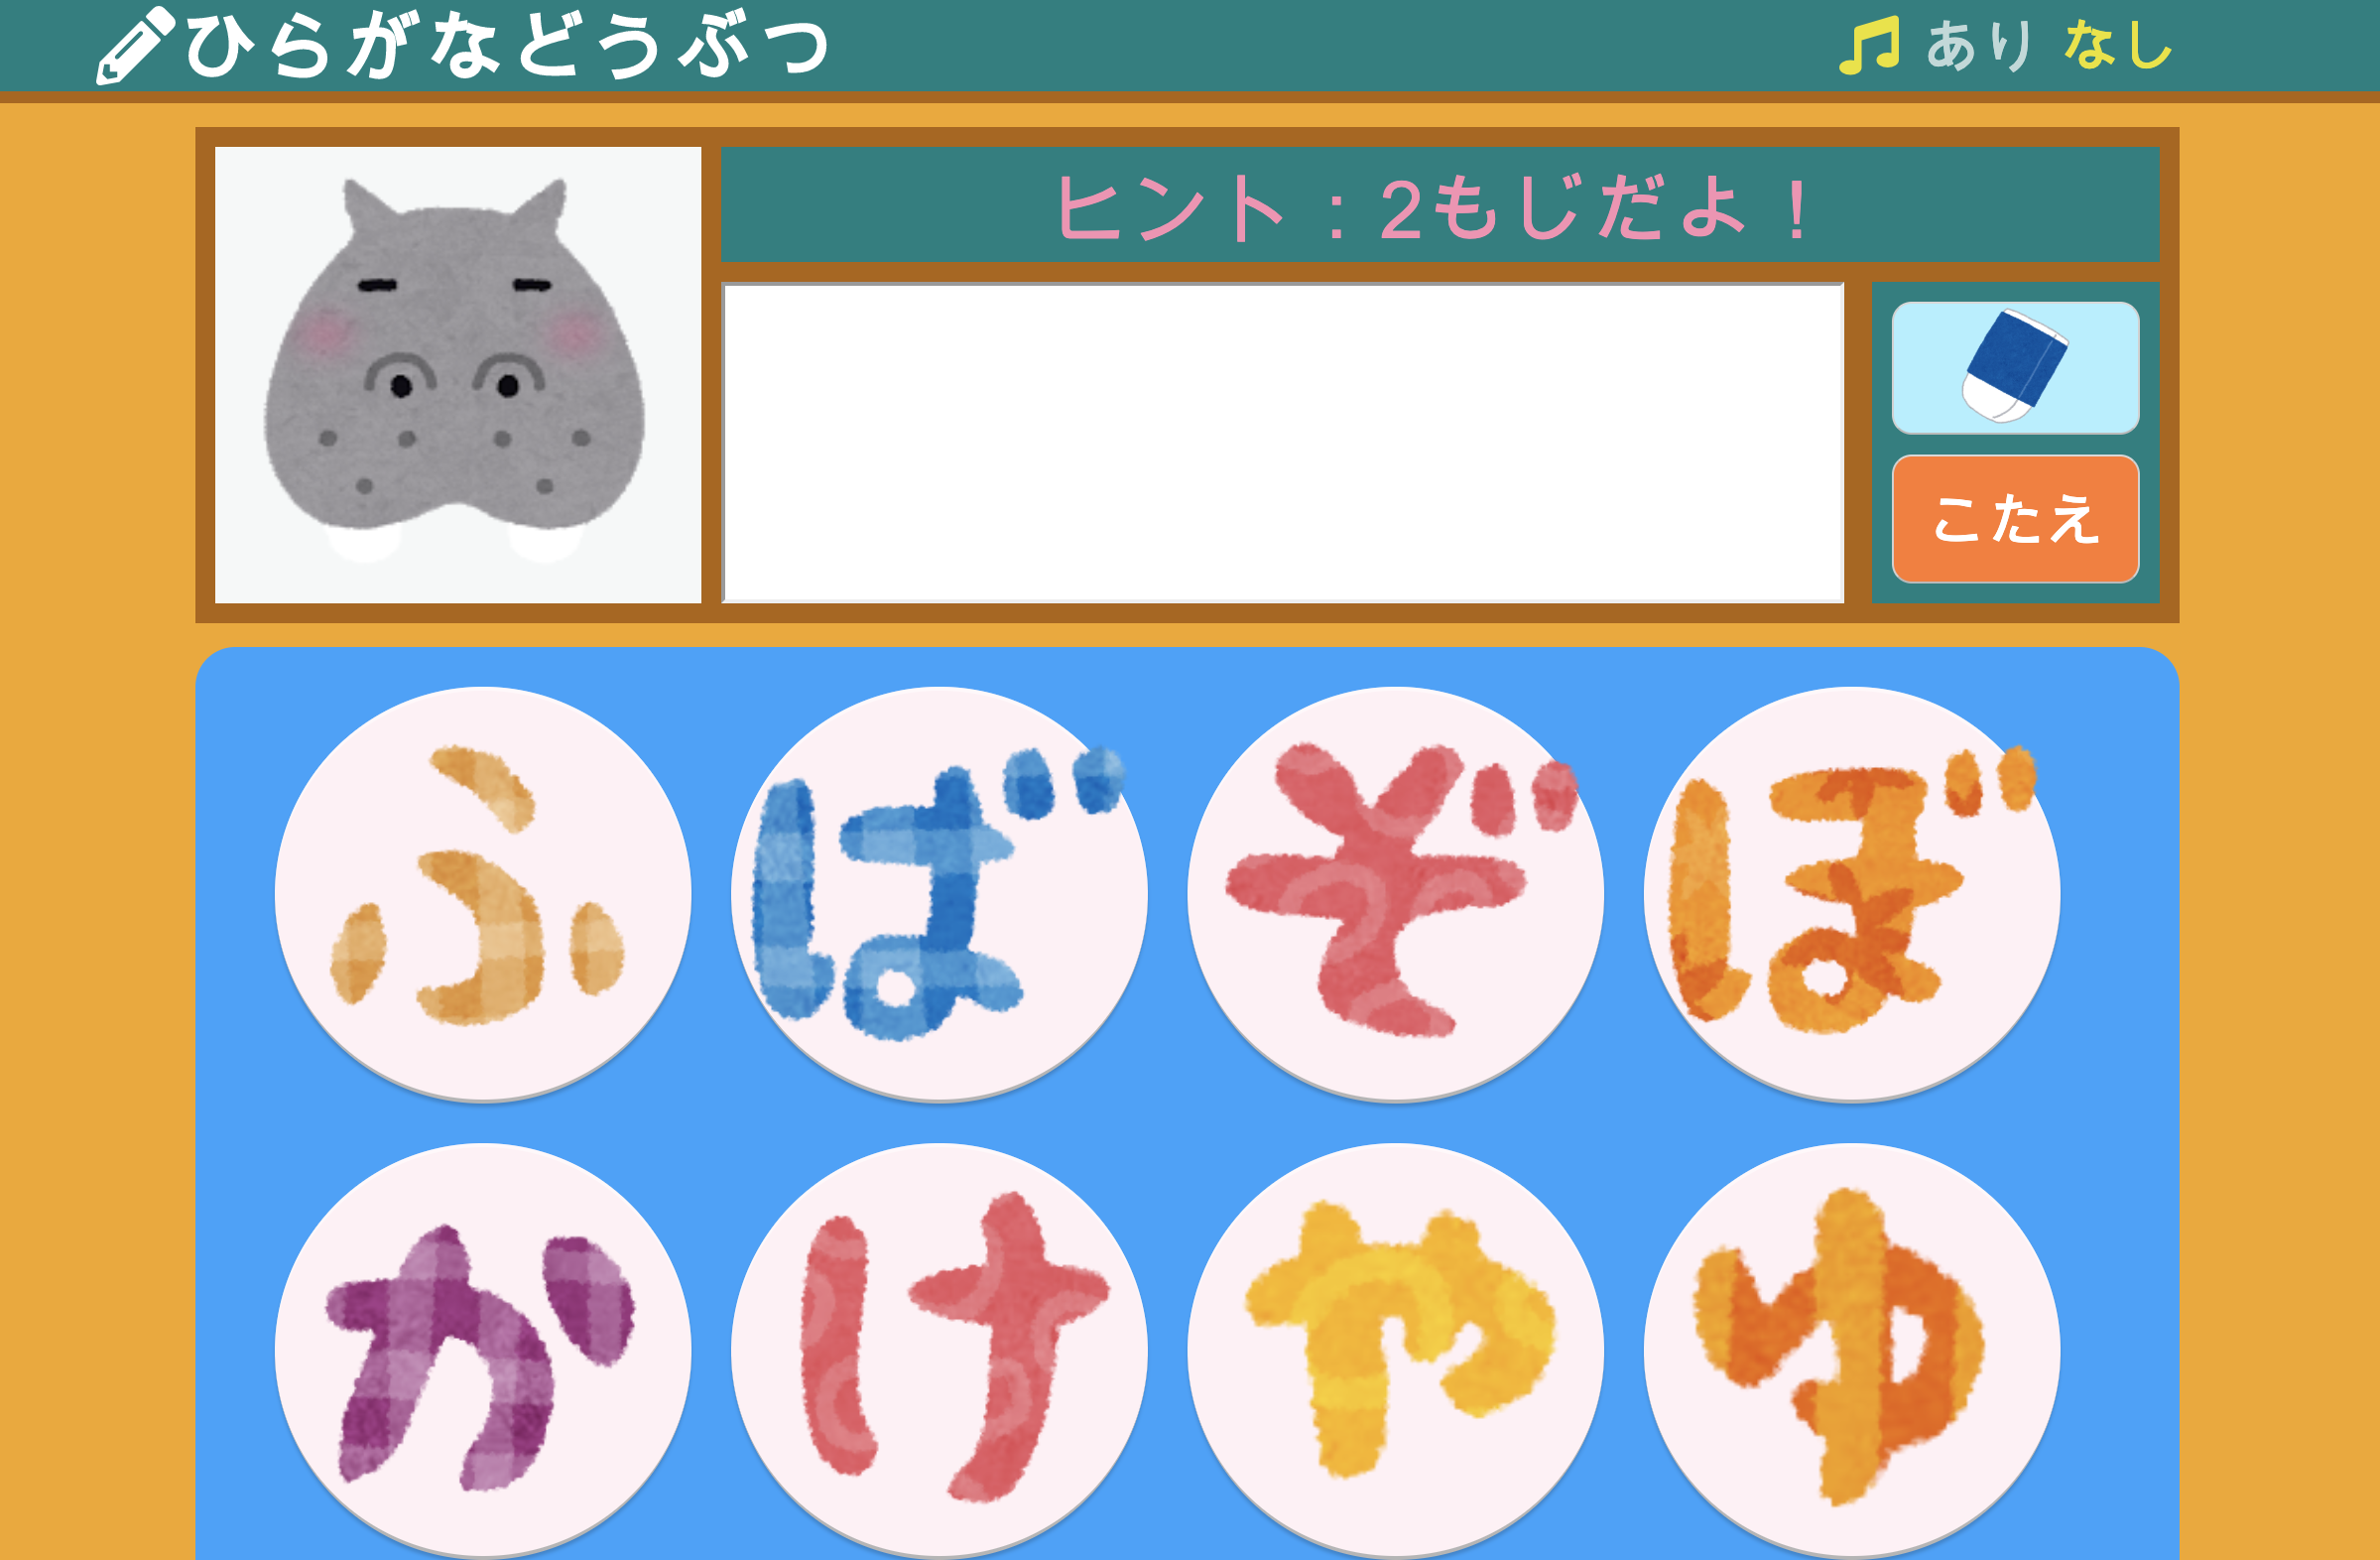 ひらがなどうぶつ
あり なし
ヒント：2もじだよ！
こたえ
ふ ば ぞ ぼ
か け や ゆ